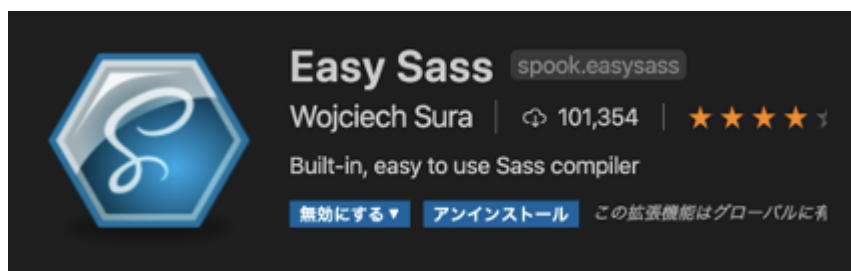 Easy Sass spook.easysass
Wojciech Sura 101,354
Built-in, easy to use Sass compiler
無効にする アンインストール この拡張機能はグローバルに有